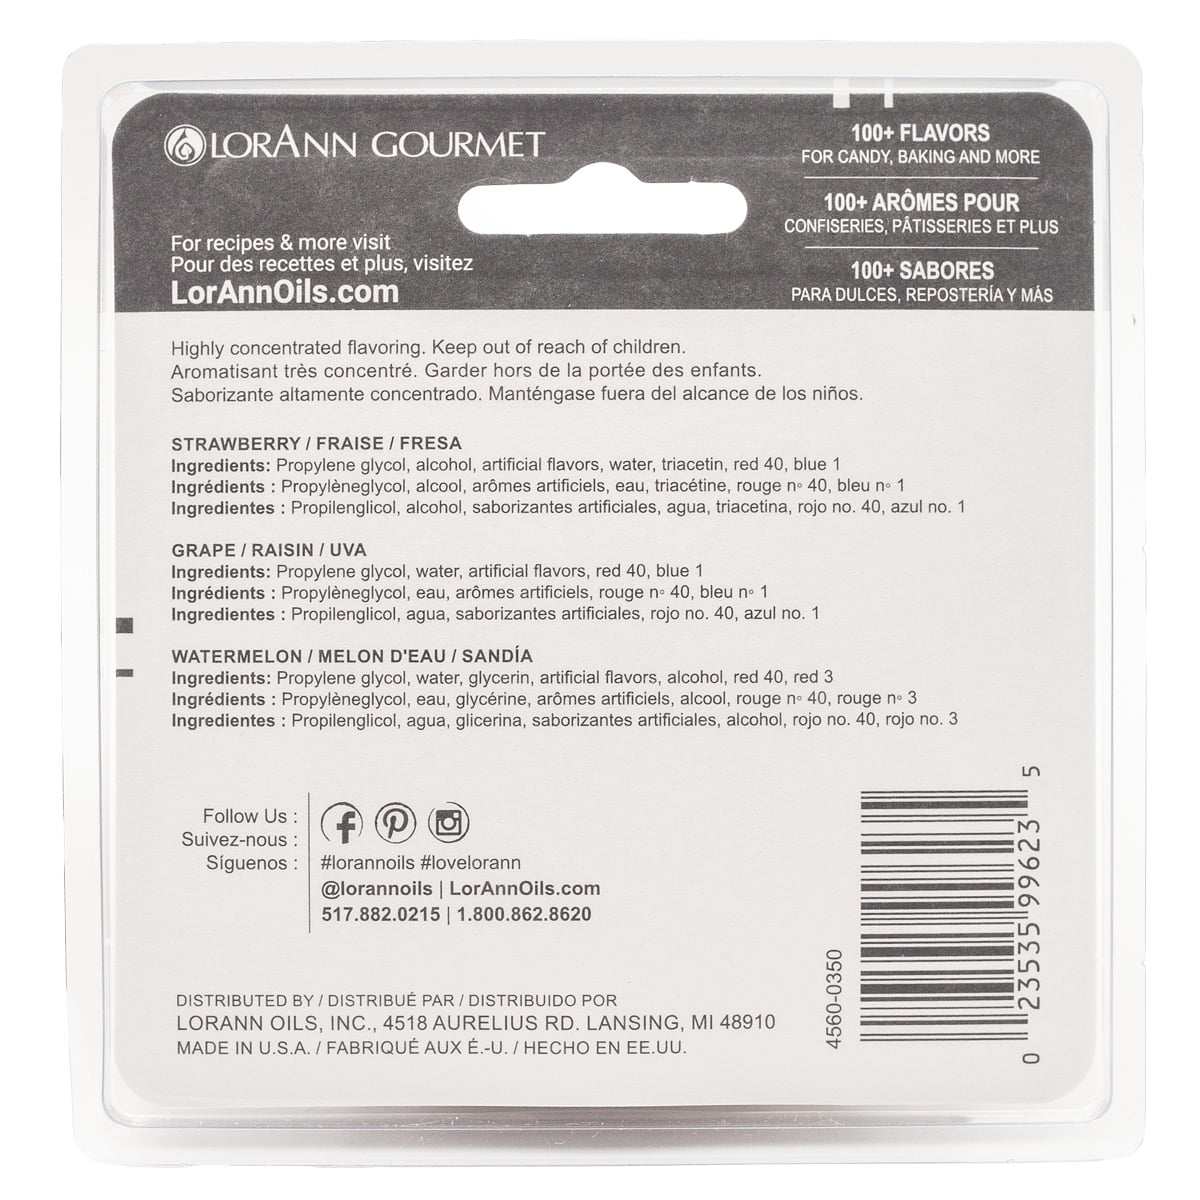 LORANN GOURMET
For recipes & more visit
Pour des recettes et plus, visitez
LorAnnOils.com
100+ FLAVORS
FOR CANDY, BAKING AND MORE
100+ ARÔMES POUR
CONFISERIES, PÂTISSERIES ET PLUS
100+ SABORES
PARA DULCES, REPOSTERÍA Y MÁS
Highly concentrated flavoring. Keep out of reach of children.
Aromatisant très concentré. Garder hors de la portée des enfants.
Saborizante altamente concentrado. Manténgase fuera del alcance de los niños.
STRAWBERRY / FRAISE / FRESA
Ingredients: Propylene glycol, alcohol, artificial flavors, water, triacetin, red 40, blue 1
Ingrédients : Propylèneglycol, alcool, arômes artificiels, eau, triacétine, rouge n◦ 40, bleu n◦ 1
Ingredientes : Propilenglicol, alcohol, saborizantes artificiales, agua, triacetina, rojo no. 40, azul no. 1
GRAPE / RAISIN / UVA
Ingredients: Propylene glycol, water, artificial flavors, red 40, blue 1
Ingrédients : Propylèneglycol, eau, arômes artificiels, rouge n◦ 40, bleu n◦ 1
Ingredientes : Propilenglicol, agua, saborizantes artificiales, rojo no. 40, azul no. 1
WATERMELON / MELON D'EAU / SANDÍA
Ingredients: Propylene glycol, water, glycerin, artificial flavors, alcohol, red 40, red 3
Ingrédients : Propylèneglycol, eau, glycérine, arômes artificiels, alcool, rouge n◦ 40, rouge n◦ 3
Ingredientes : Propilenglicol, agua, glicerina, saborizantes artificiales, alcohol, rojo no. 40, rojo no. 3
Follow Us :
Suivez-nous :
Síguenos :
#lorannoils #lovelorann
@lorannoils | LorAnnOils.com
517.882.0215 | 1.800.862.8620
DISTRIBUTED BY / DISTRIBUÉ PAR / DISTRIBUIDO POR
LORANN OILS, INC., 4518 AURELIUS RD. LANSING, MI 48910
MADE IN U.S.A. / FABRIQUÉ AUX É.-U. / HECHO EN EE.UU.
4560-0350
0 23535 99623 5